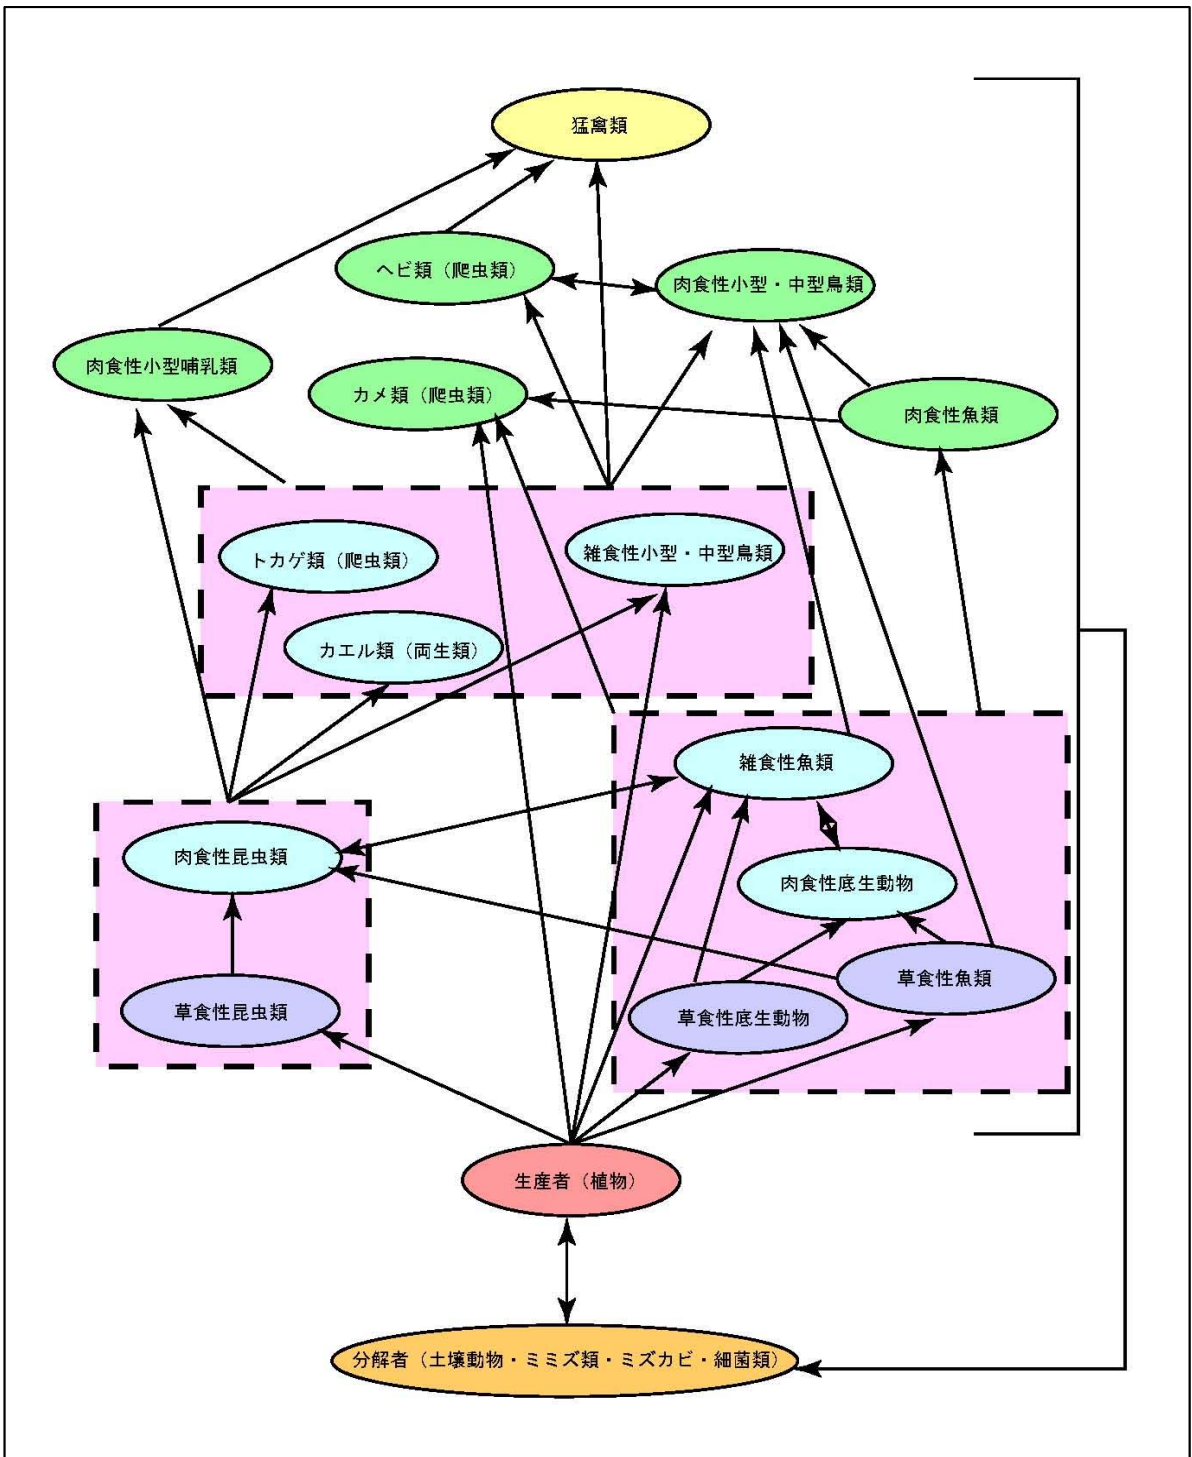 猛禽類
ヘビ類（爬虫類）
肉食性小型・中型鳥類
肉食性小型哺乳類
カメ類（爬虫類）
肉食性魚類
トカゲ類（爬虫類）
雑食性小型・中型鳥類
カエル類（両生類）
雑食性魚類
肉食性昆虫類
肉食性底生動物
草食性魚類
草食性昆虫類
草食性底生動物
生産者（植物）
分解者（土壌動物・ミミズ類・ミズカビ・細菌類）